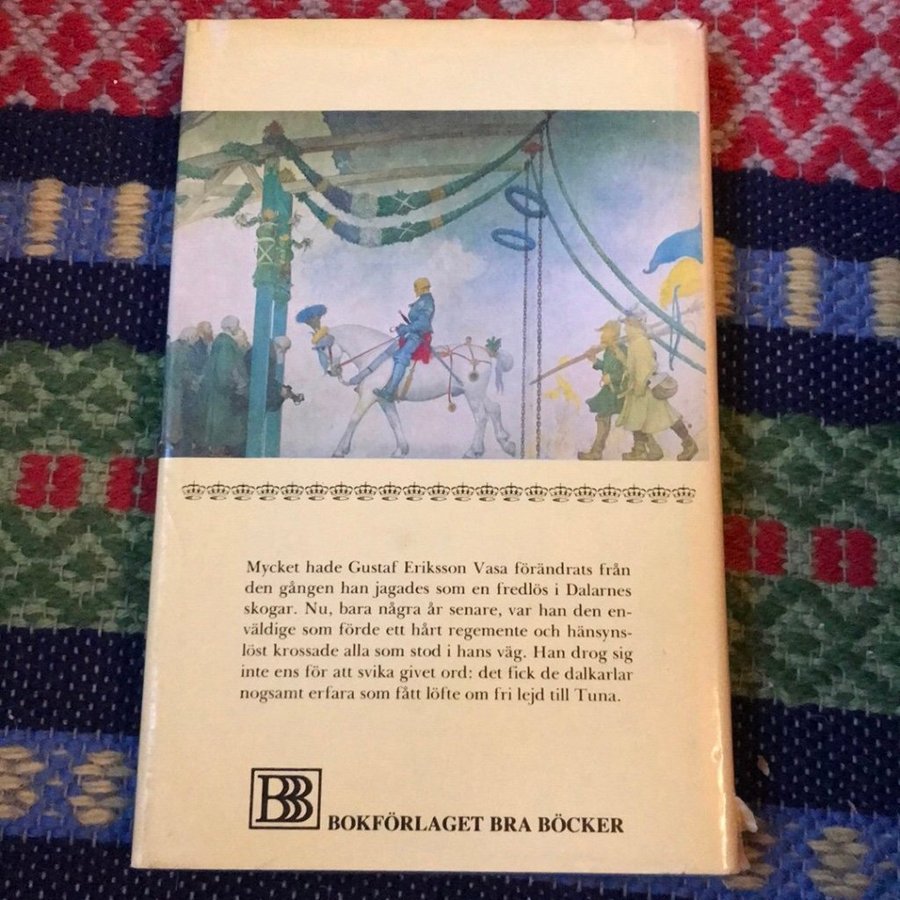 Mycket hade Gustaf Eriksson Vasa förändrats från
den gången han jagades som en fredlös i Dalarnes
skogar. Nu, bara några år senare, var han den en-
väldige som förde ett hårt regemente och hänsyns-
löst krossade alla som stod i hans väg. Han drog sig
inte ens för att svika givet ord: det fick de dalkarlar
nogsamt erfara som fått löfte om fri lejd till Tuna.
BBB BOKFÖRLAGET BRA BÖCKER